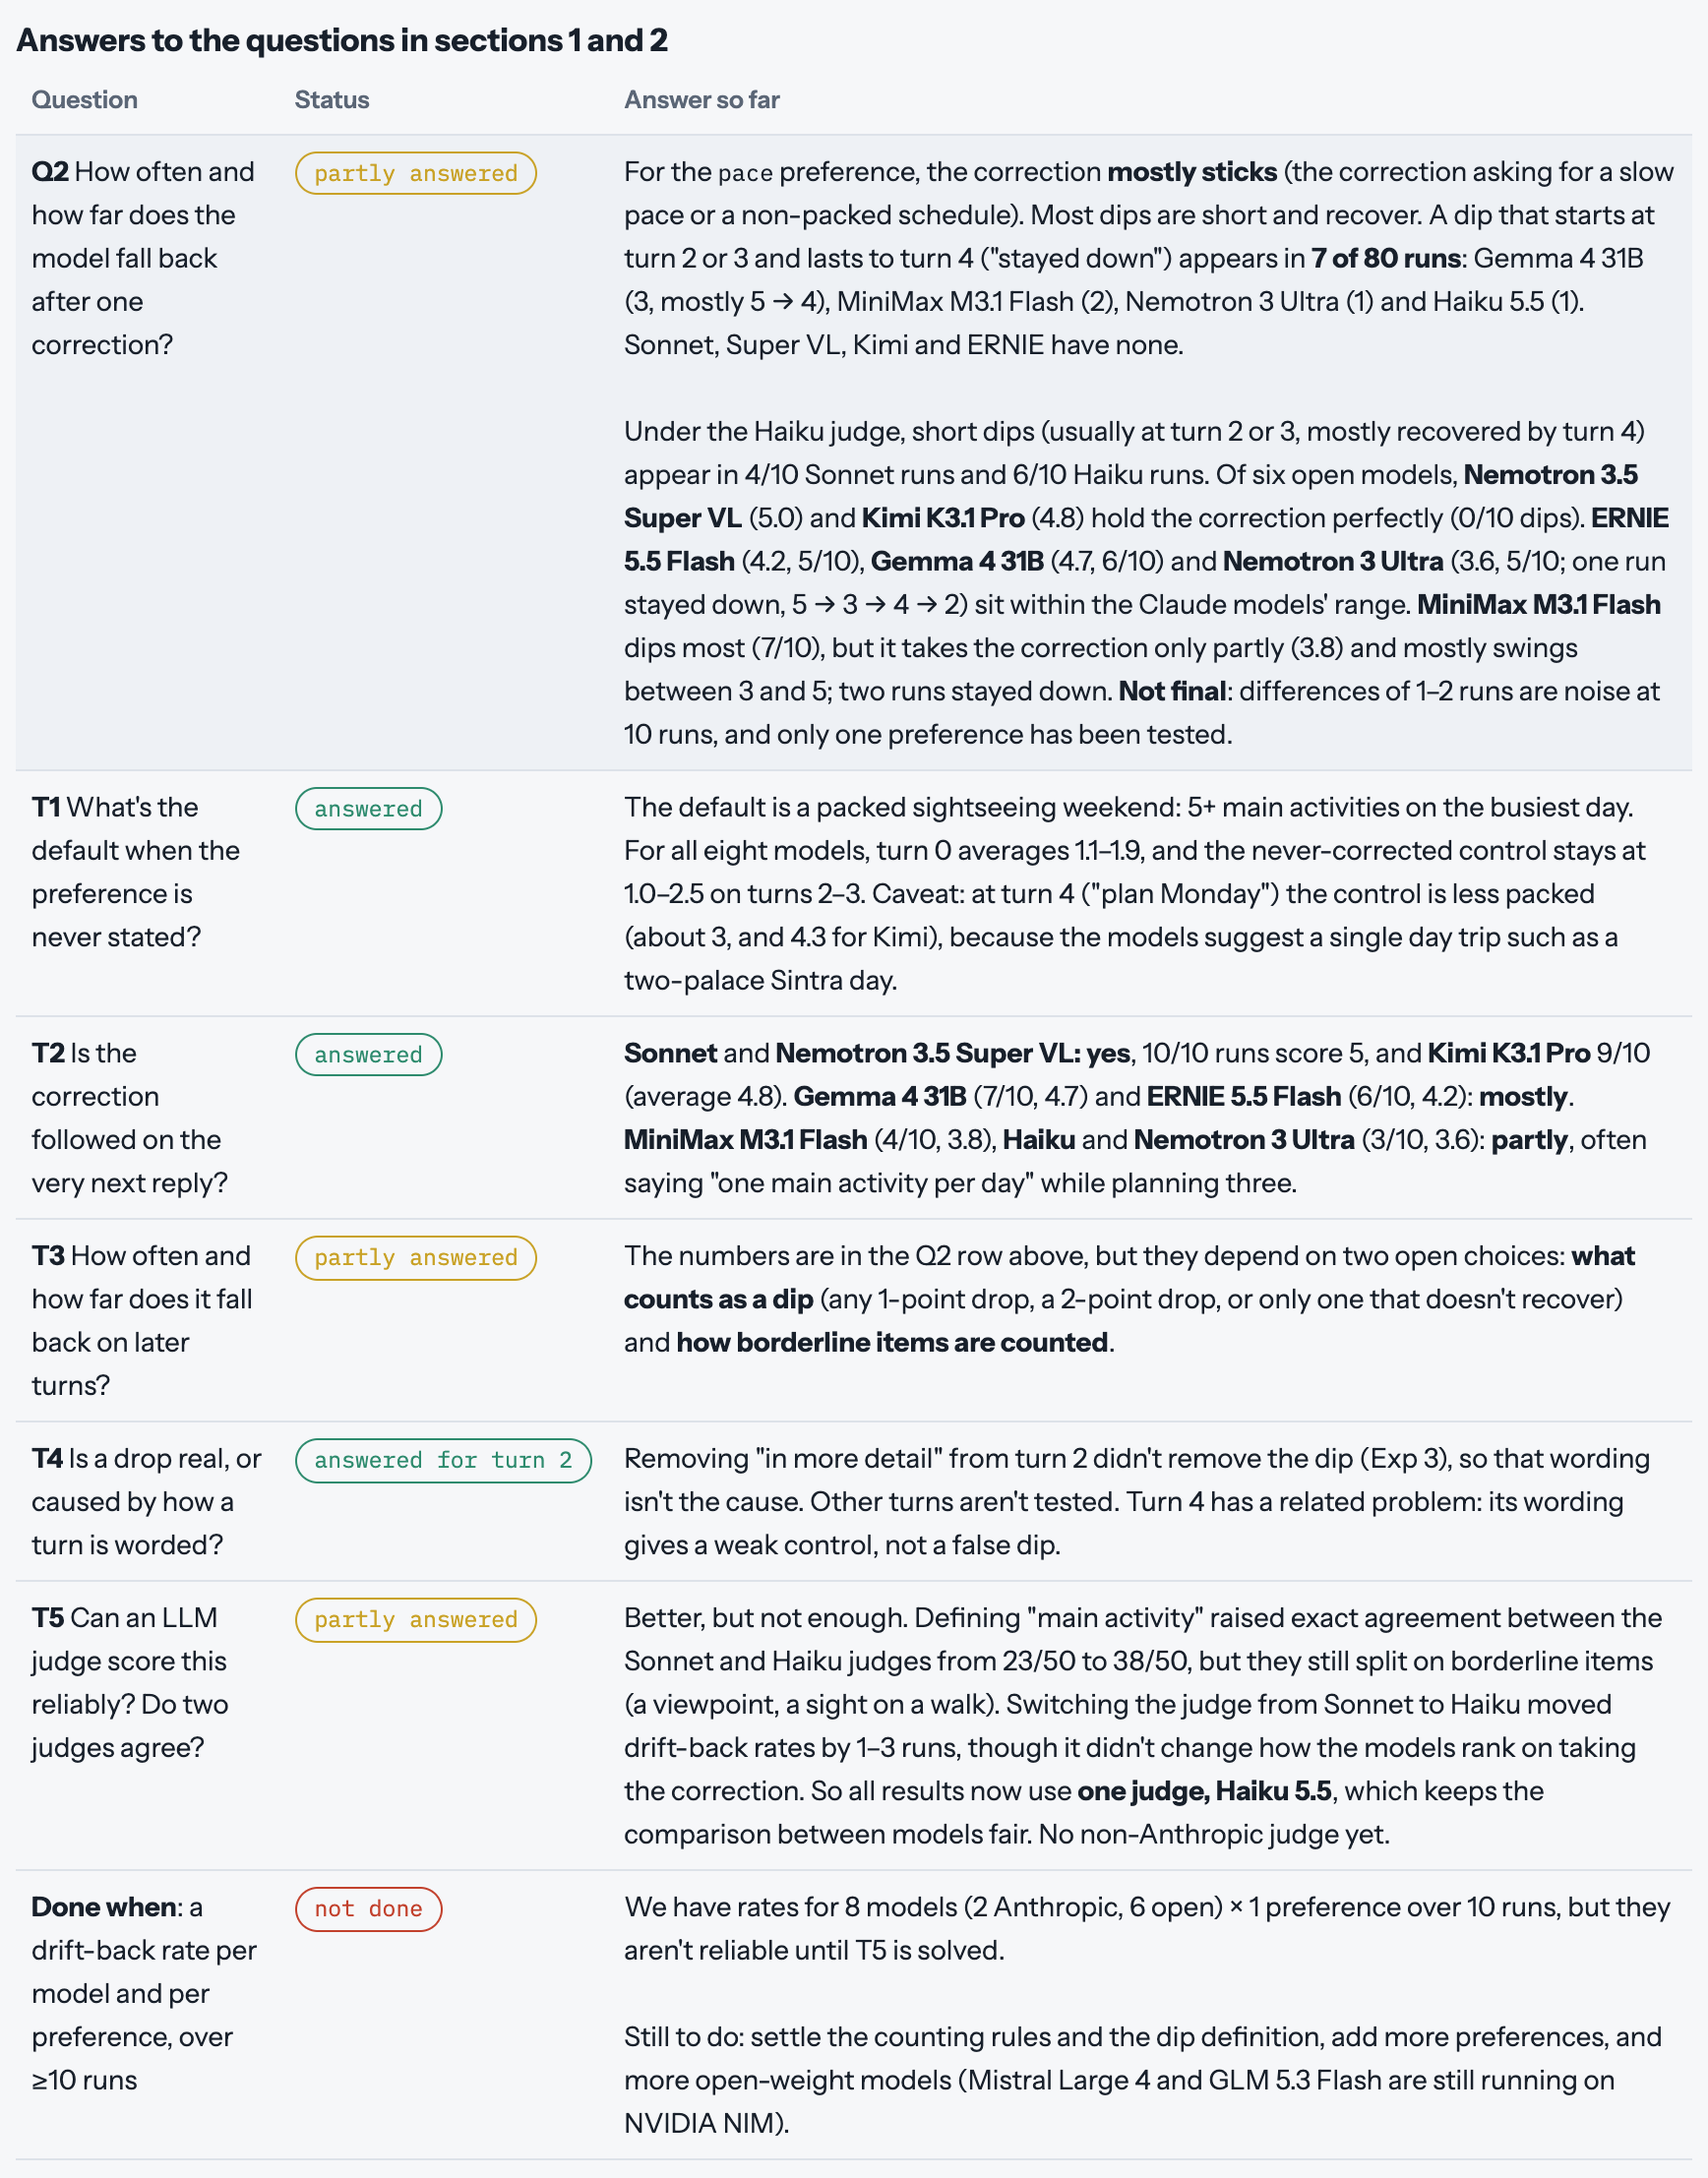 Answers to the questions in sections 1 and 2
Question Status Answer so far
Q2 How often and how far does the model fall back after one correction?
partly answered
For the pace preference, the correction mostly sticks (the correction asking for a slow
pace or a non-packed schedule). Most dips are short and recover. A dip that starts at
turn 2 or 3 and lasts to turn 4 ("stayed down") appears in 7 of 80 runs: Gemma 4 31B
(3, mostly 5 → 4), MiniMax M3.1 Flash (2), Nemotron 3 Ultra (1) and Haiku 5.5 (1).
Sonnet, Super VL, Kimi and ERNIE have none.
Under the Haiku judge, short dips (usually at turn 2 or 3, mostly recovered by turn 4)
appear in 4/10 Sonnet runs and 6/10 Haiku runs. Of six open models, Nemotron 3.5
Super VL (5.0) and Kimi K3.1 Pro (4.8) hold the correction perfectly (0/10 dips). ERNIE
5.5 Flash (4.2, 5/10), Gemma 4 31B (4.7, 6/10) and Nemotron 3 Ultra (3.6, 5/10; one run
stayed down, 5 → 3 → 4 → 2) sit within the Claude models' range. MiniMax M3.1 Flash
dips most (7/10), but it takes the correction only partly (3.8) and mostly swings
between 3 and 5; two runs stayed down. Not final: differences of 1–2 runs are noise at
10 runs, and only one preference has been tested.
T1 What's the default when the preference is never stated?
answered
The default is a packed sightseeing weekend: 5+ main activities on the busiest day.
For all eight models, turn 0 averages 1.1–1.9, and the never-corrected control stays at
1.0–2.5 on turns 2–3. Caveat: at turn 4 ("plan Monday") the control is less packed
(about 3, and 4.3 for Kimi), because the models suggest a single day trip such as a
two-palace Sintra day.
T2 Is the correction followed on the very next reply?
answered
Sonnet and Nemotron 3.5 Super VL: yes, 10/10 runs score 5, and Kimi K3.1 Pro 9/10
(average 4.8). Gemma 4 31B (7/10, 4.7) and ERNIE 5.5 Flash (6/10, 4.2): mostly.
MiniMax M3.1 Flash (4/10, 3.8), Haiku and Nemotron 3 Ultra (3/10, 3.6): partly, often
saying "one main activity per day" while planning three.
T3 How often and how far does it fall back on later turns?
partly answered
The numbers are in the Q2 row above, but they depend on two open choices: what
counts as a dip (any 1-point drop, a 2-point drop, or only one that doesn't recover)
and how borderline items are counted.
T4 Is a drop real, or caused by how a turn is worded?
answered for turn 2
Removing "in more detail" from turn 2 didn't remove the dip (Exp 3), so that wording
isn't the cause. Other turns aren't tested. Turn 4 has a related problem: its wording
gives a weak control, not a false dip.
T5 Can an LLM judge score this reliably? Do two judges agree?
partly answered
Better, but not enough. Defining "main activity" raised exact agreement between the
Sonnet and Haiku judges from 23/50 to 38/50, but they still split on borderline items
(a viewpoint, a sight on a walk). Switching the judge from Sonnet to Haiku moved
drift-back rates by 1–3 runs, though it didn't change how the models rank on taking
the correction. So all results now use one judge, Haiku 5.5, which keeps the
comparison between models fair. No non-Anthropic judge yet.
Done when: a drift-back rate per model and per preference, over ≥10 runs
not done
We have rates for 8 models (2 Anthropic, 6 open) × 1 preference over 10 runs, but they
aren't reliable until T5 is solved.
Still to do: settle the counting rules and the dip definition, add more preferences, and
more open-weight models (Mistral Large 4 and GLM 5.3 Flash are still running on
NVIDIA NIM).